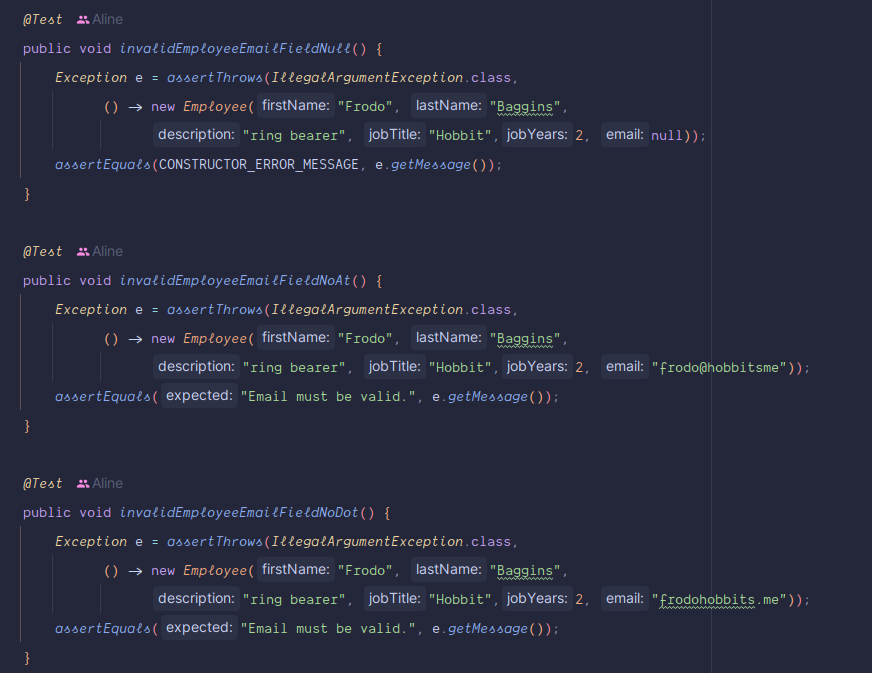 @Test Aline
public void invalidEmployeeEmailFieldNull() {
Exception e = assertThrows(IllegalArgumentException.class,
() → new Employee( firstName: "Frodo", lastName: "Baggins",
description: "ring bearer", jobTitle: "Hobbit", jobYears: 2, email: null));
assertEquals(CONSTRUCTOR_ERROR_MESSAGE, e.getMessage());
}
@Test Aline
public void invalidEmployeeEmailFieldNoAt() {
Exception e = assertThrows(IllegalArgumentException.class,
() → new Employee( firstName: "Frodo", lastName: "Baggins",
description: "ring bearer", jobTitle: "Hobbit", jobYears: 2, email: "frodo@hobbitsme"));
assertEquals( expected: "Email must be valid.", e.getMessage());
}
@Test Aline
public void invalidEmployeeEmailFieldNoDot() {
Exception e = assertThrows(IllegalArgumentException.class,
() → new Employee( firstName: "Frodo", lastName: "Baggins",
description: "ring bearer", jobTitle: "Hobbit", jobYears: 2, email: "frodohobbits.me"));
assertEquals( expected: "Email must be valid.", e.getMessage());
}